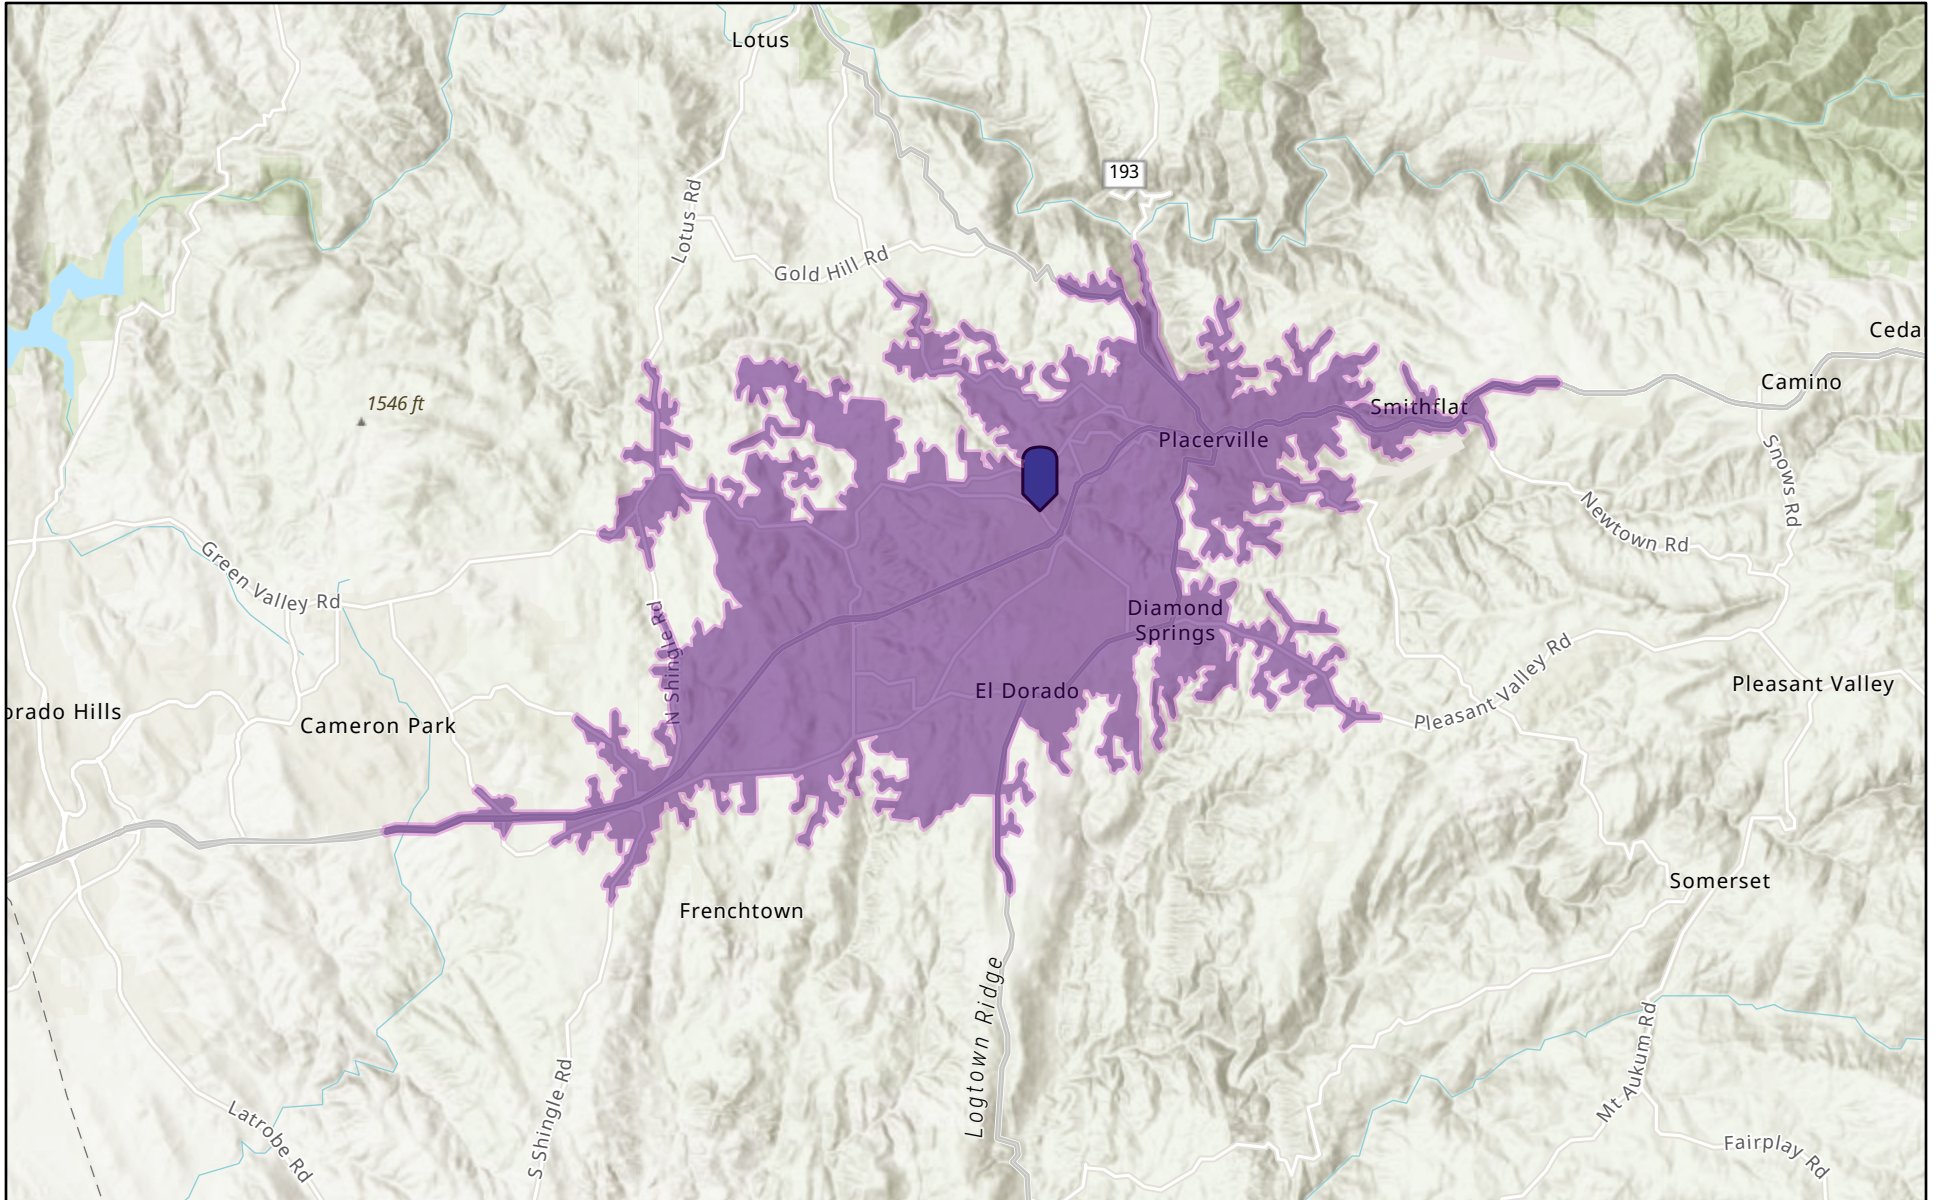 Lotus
193
Lotus Rd
Gold Hill Rd
Ceda
Camino
1546 ft
Smithflat
Placerville
Snows Rd
Newtown Rd
Green Valley Rd
N Shingle Rd
Diamond
Springs
Pleasant Valley Rd
El Dorado
Pleasant Valley
orado Hills
Cameron Park
Somerset
Frenchtown
Logtown Ridge
Mt Aukum Rd
S Shingle Rd
Latrobe Rd
Fairplay Rd